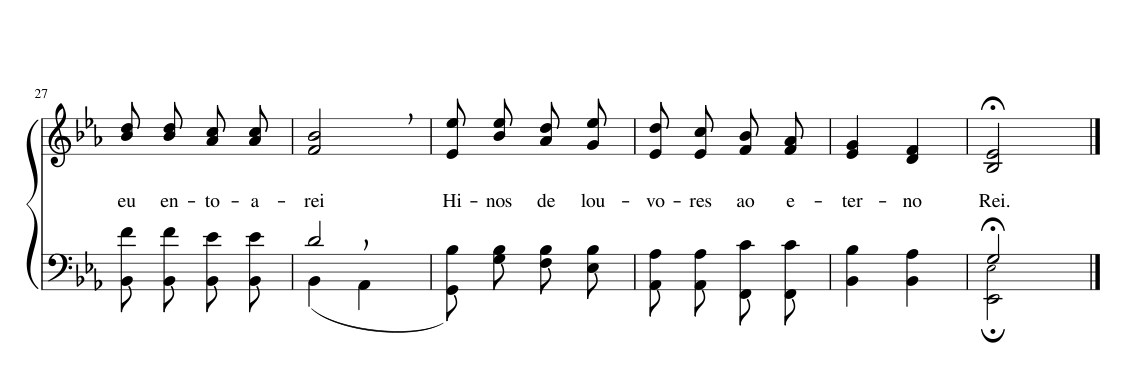 27
eu en – to – a – rei Hi – nos de lou – vo – res ao e – ter – no Rei.